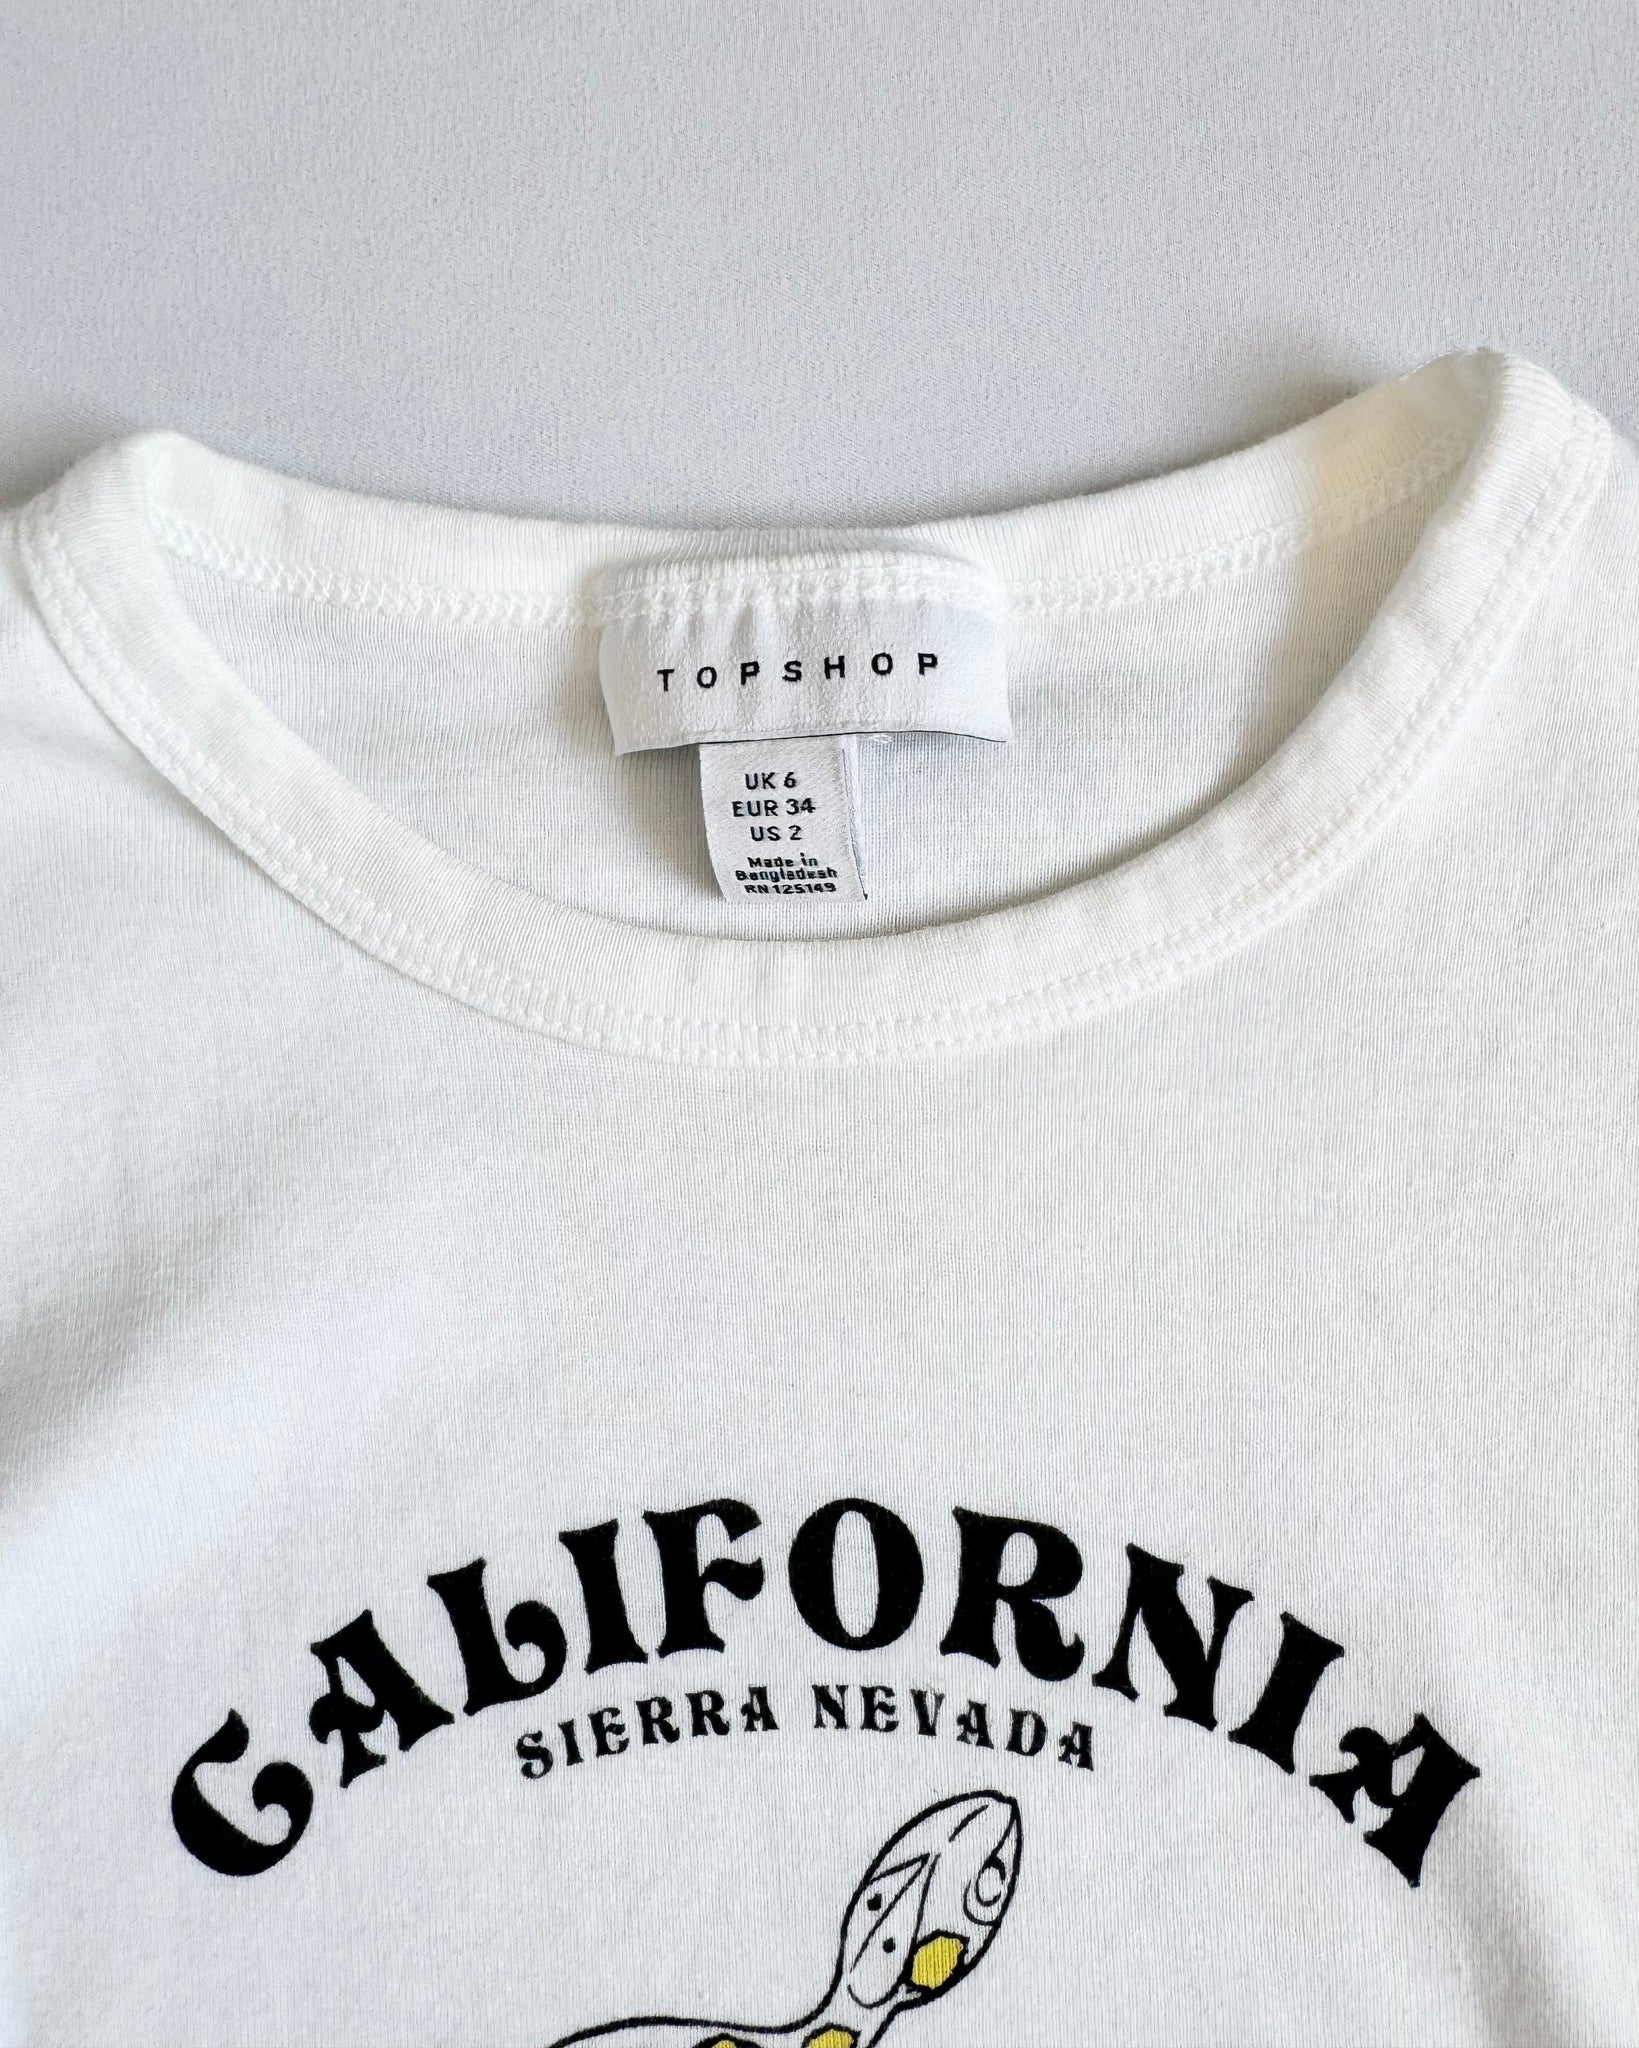 TOPSHOP
UK 6
EUR 34
US 2
Made in
Bangladesh
RN125149
CALIFORNIA
SIERRA NEVADA